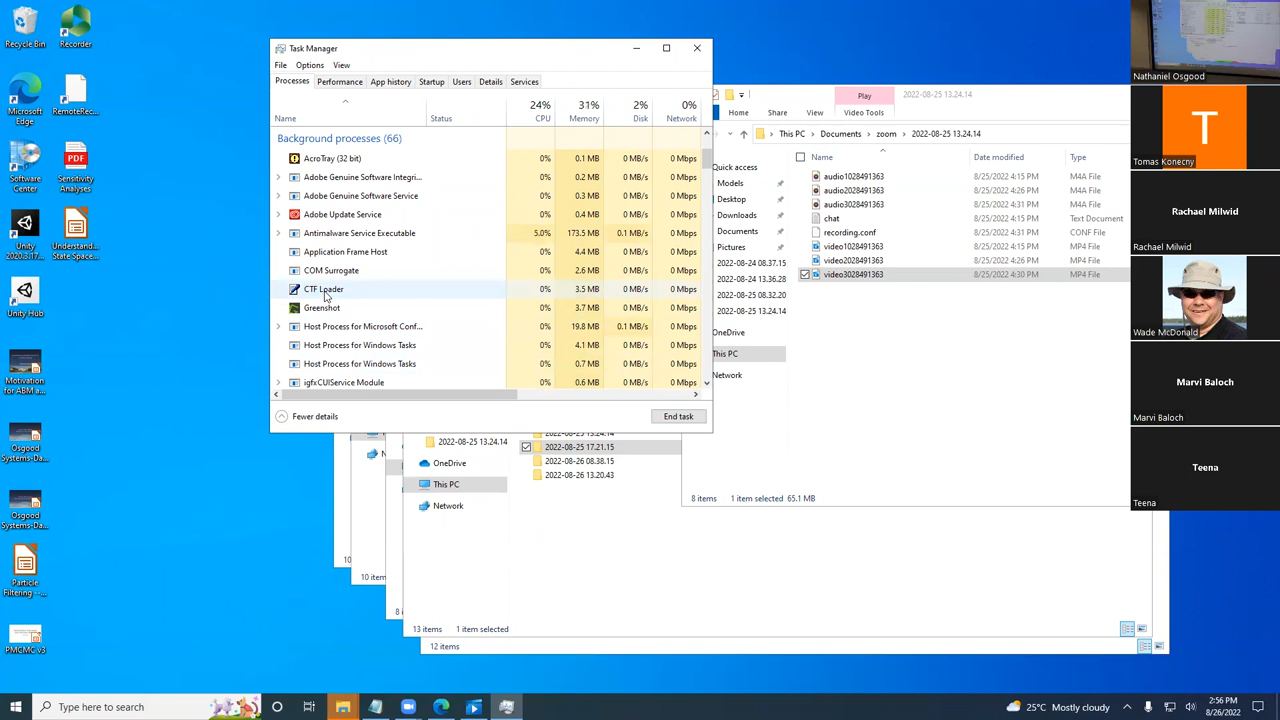 Recycle Bin
Recorder
Microsoft Edge
RemoteRec...
Software Center
Sensitivity Analyses
Unity 2020.3.17...
Understand State Space...
Unity Hub
Motivation for ABM a...
Osgood Systems-Da...
Osgood Systems-Da...
Particle Filtering --...
PMCMC v3
Task Manager
File Options View
Processes Performance App history Startup Users Details Services
24% 31% 2% 0%
Name Status CPU Memory Disk Network
Background processes (66)
AcroTray (32 bit) 0% 0.1 MB 0 MB/s 0 Mbps
Adobe Genuine Software Integri... 0% 0.2 MB 0 MB/s 0 Mbps
Adobe Genuine Software Service 0% 0.3 MB 0 MB/s 0 Mbps
Adobe Update Service 0% 0.4 MB 0 MB/s 0 Mbps
Antimalware Service Executable 5.0% 173.5 MB 0.1 MB/s 0 Mbps
Application Frame Host 0% 4.4 MB 0 MB/s 0 Mbps
COM Surrogate 0% 2.6 MB 0 MB/s 0 Mbps
CTF Loader 0% 3.5 MB 0 MB/s 0 Mbps
Greenshot 0% 3.7 MB 0 MB/s 0 Mbps
Host Process for Microsoft Conf... 0% 19.8 MB 0.1 MB/s 0 Mbps
Host Process for Windows Tasks 0% 4.1 MB 0 MB/s 0 Mbps
Host Process for Windows Tasks 0% 0.7 MB 0 MB/s 0 Mbps
igfxCUIService Module 0% 0.6 MB 0 MB/s 0 Mbps
Fewer details End task
Play 2022-08-25 13.24.14
Home Share View Video Tools
This PC Documents zoom 2022-08-25 13.24.14
Quick access
Models
Desktop
Downloads
Documents
Pictures
2022-08-24 08.37.15
2022-08-24 13.36.28
2022-08-25 08.32.20
2022-08-25 13.24.14
OneDrive
This PC
Network
Name Date modified Type
audio1028491363 8/25/2022 4:15 PM M4A File
audio2028491363 8/25/2022 4:15 PM M4A File
audio3028491363 8/25/2022 4:31 PM M4A File
chat 8/25/2022 4:15 PM Text Document
recording.conf 8/25/2022 4:31 PM CONF File
video1028491363 8/25/2022 4:15 PM MP4 File
video2028491363 8/25/2022 4:15 PM MP4 File
video3028491363 8/25/2022 4:30 PM MP4 File
8 items 1 item selected 65.1 MB
2022-08-25 13.24.14
OneDrive
This PC
Network
2022-08-25 13.24.14
2022-08-25 17.21.15
2022-08-26 08.38.15
2022-08-26 13.20.43
N
10
10 items
8
13 items 1 item selected
12 items
Nathaniel Osgood
T
Tomas Konecny
Rachael Milwid
Rachael Milwid
Wade McDonald
Marvi Baloch
Marvi Baloch
Teena
Teena
Type here to search
25°C Mostly cloudy
2:56 PM
8/26/2022